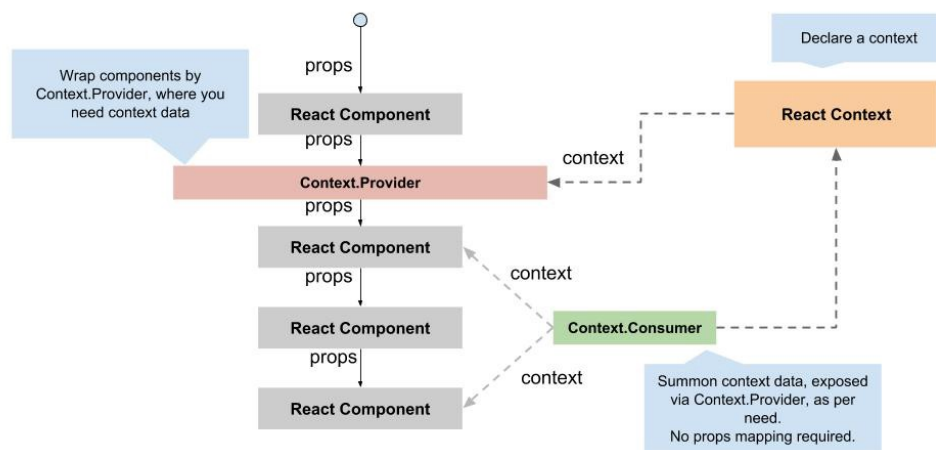 Declare a context
Wrap components by
Context.Provider, where you
need context data
props
React Component
React Context
props
context
Context.Provider
props
React Component
context
props
React Component
Context.Consumer
props
context
React Component
Summon context data, exposed
via Context.Provider, as per
need.
No props mapping required.